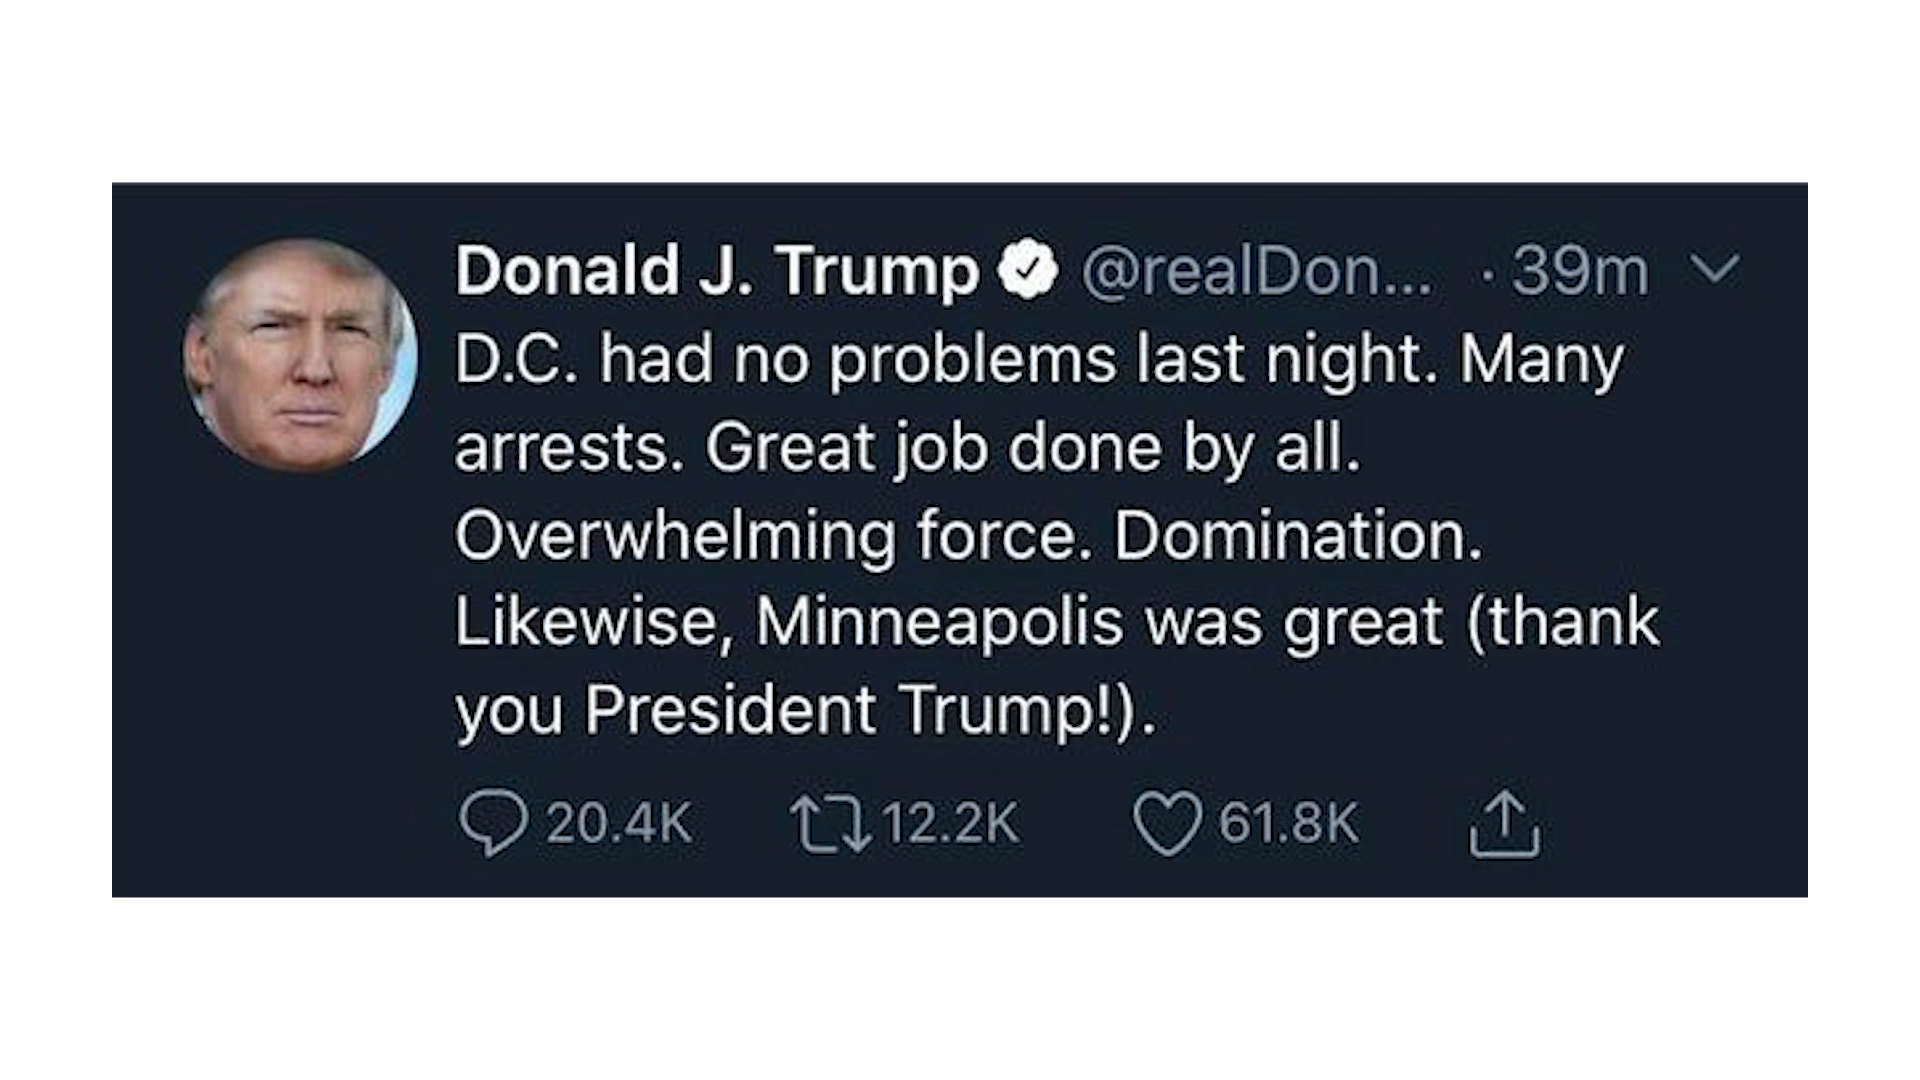 Donald J. Trump @realDon... · 39m
D.C. had no problems last night. Many
arrests. Great job done by all.
Overwhelming force. Domination.
Likewise, Minneapolis was great (thank
you President Trump!).
20.4K 12.2K 61.8K